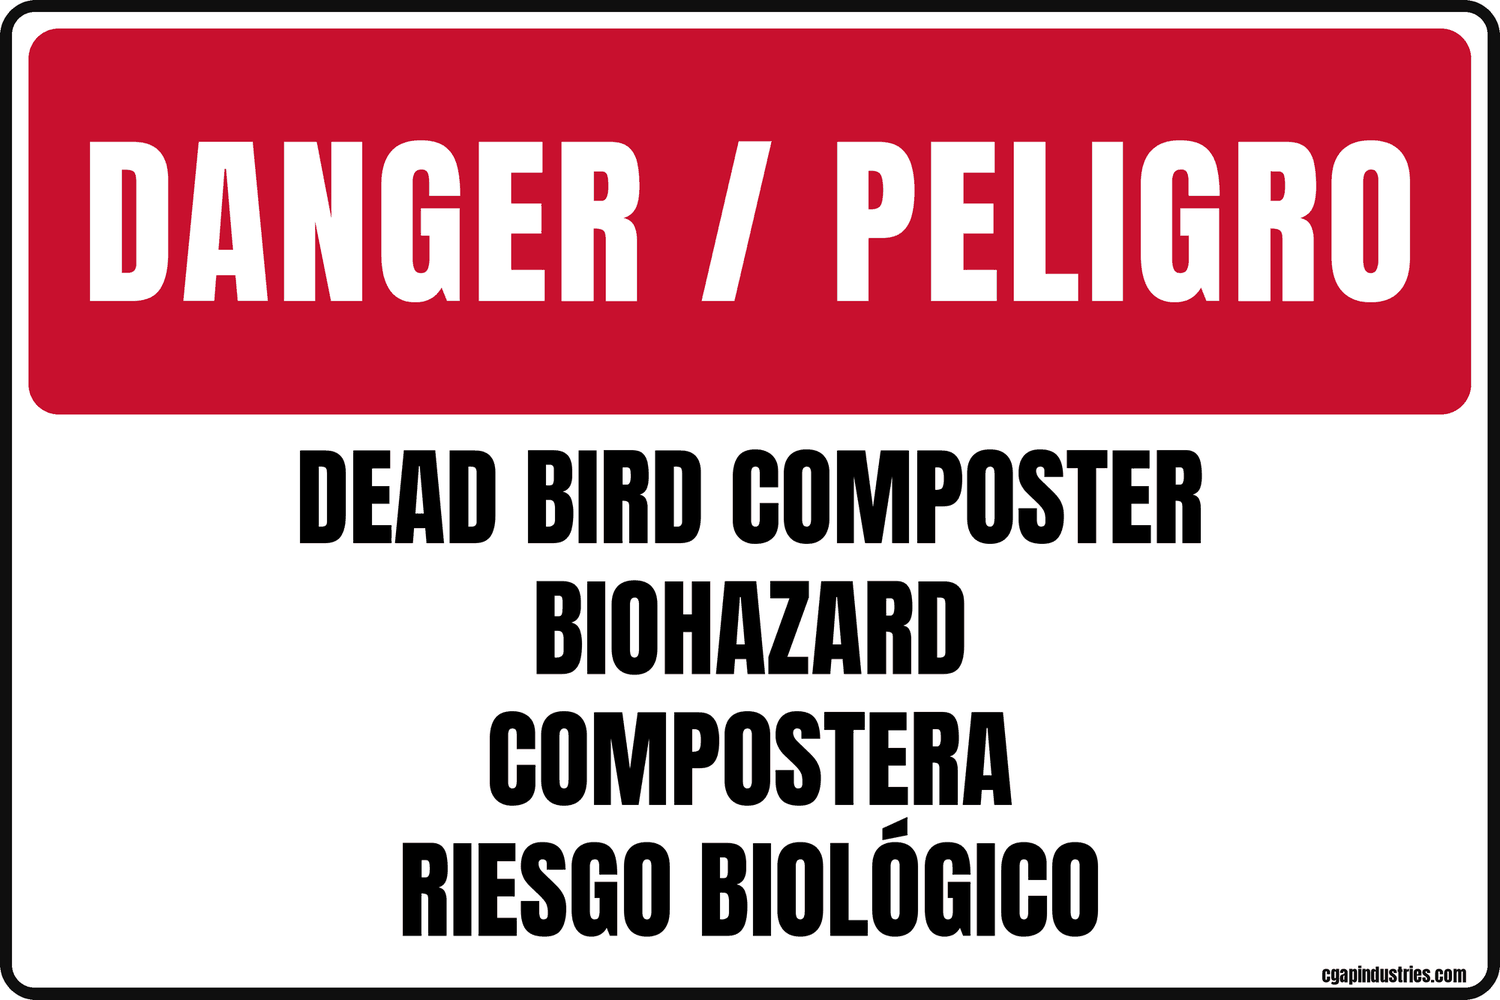 DANGER / PELIGRO
DEAD BIRD COMPOSTER
BIOHAZARD
COMPOSTERA
RIESGO BIOLÓGICO
cgapindustries.com